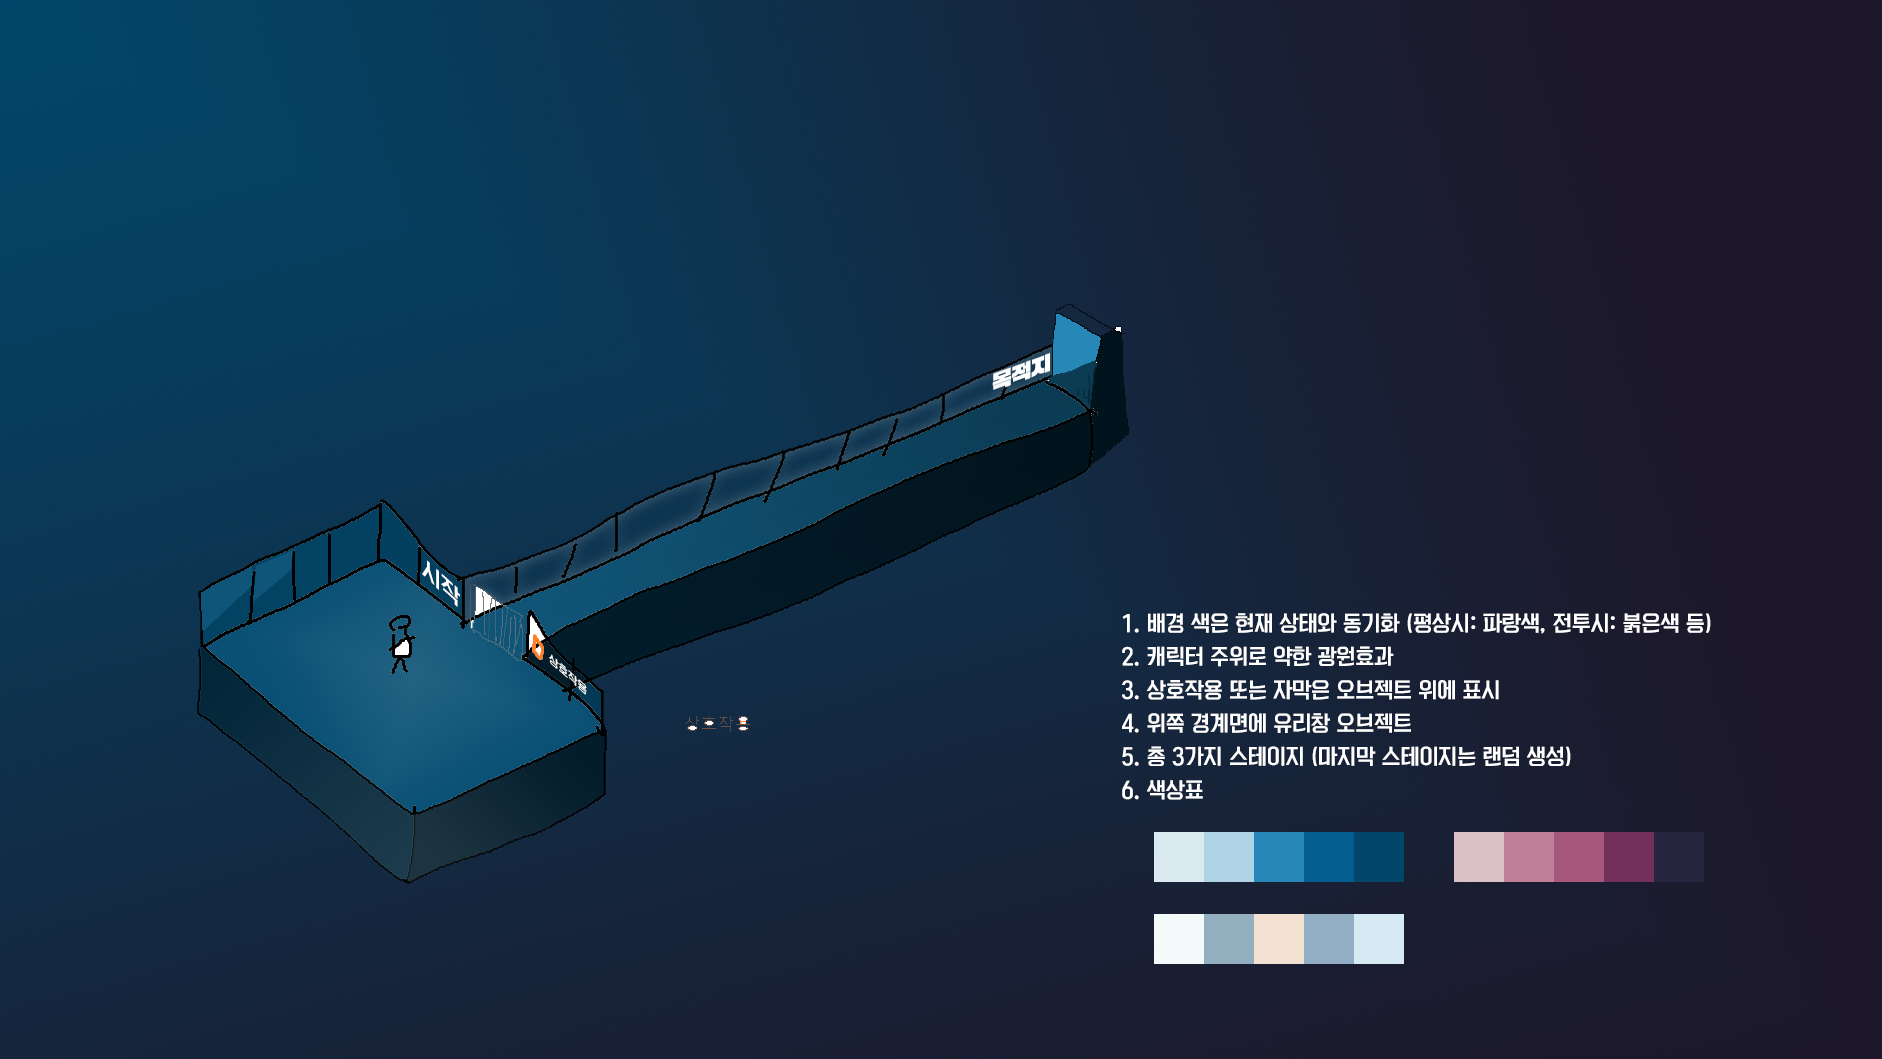 목적지
시작
상호작용
상호작용
1. 배경 색은 현재 상태와 동기화 (평상시: 파랑색, 전투시: 붉은색 등)
2. 캐릭터 주위로 약한 광원효과
3. 상호작용 또는 자막은 오브젝트 위에 표시
4. 위쪽 경계면에 유리창 오브젝트
5. 총 3가지 스테이지 (마지막 스테이지는 랜덤 생성)
6. 색상표